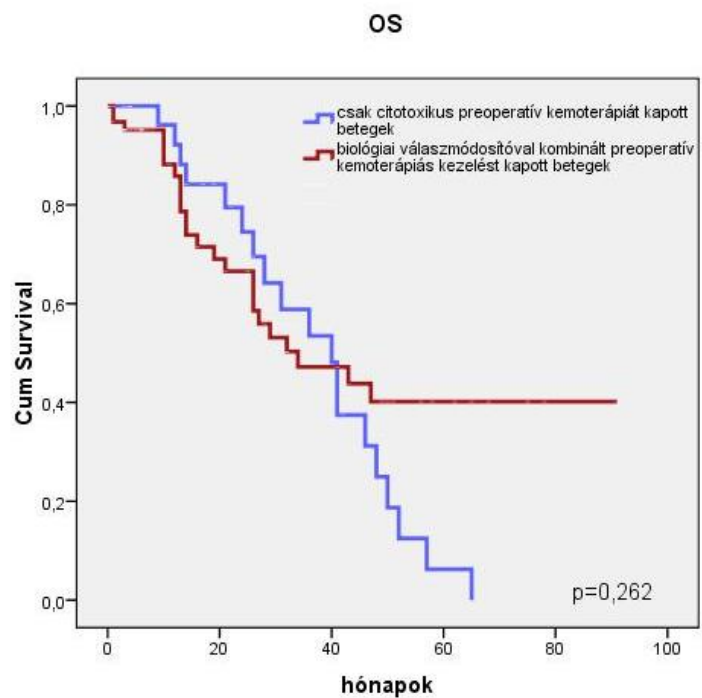 OS
csak citotoxikus preoperatív kemoterápiát kapott
betegek
biológiai válaszmódosítóval kombinált preoperatív
kemoterápiás kezelést kapott betegek
Cum Survival
1,0
0,8
0,6
0,4
0,2
0,0
p=0,262
0 20 40 60 80 100
hónapok